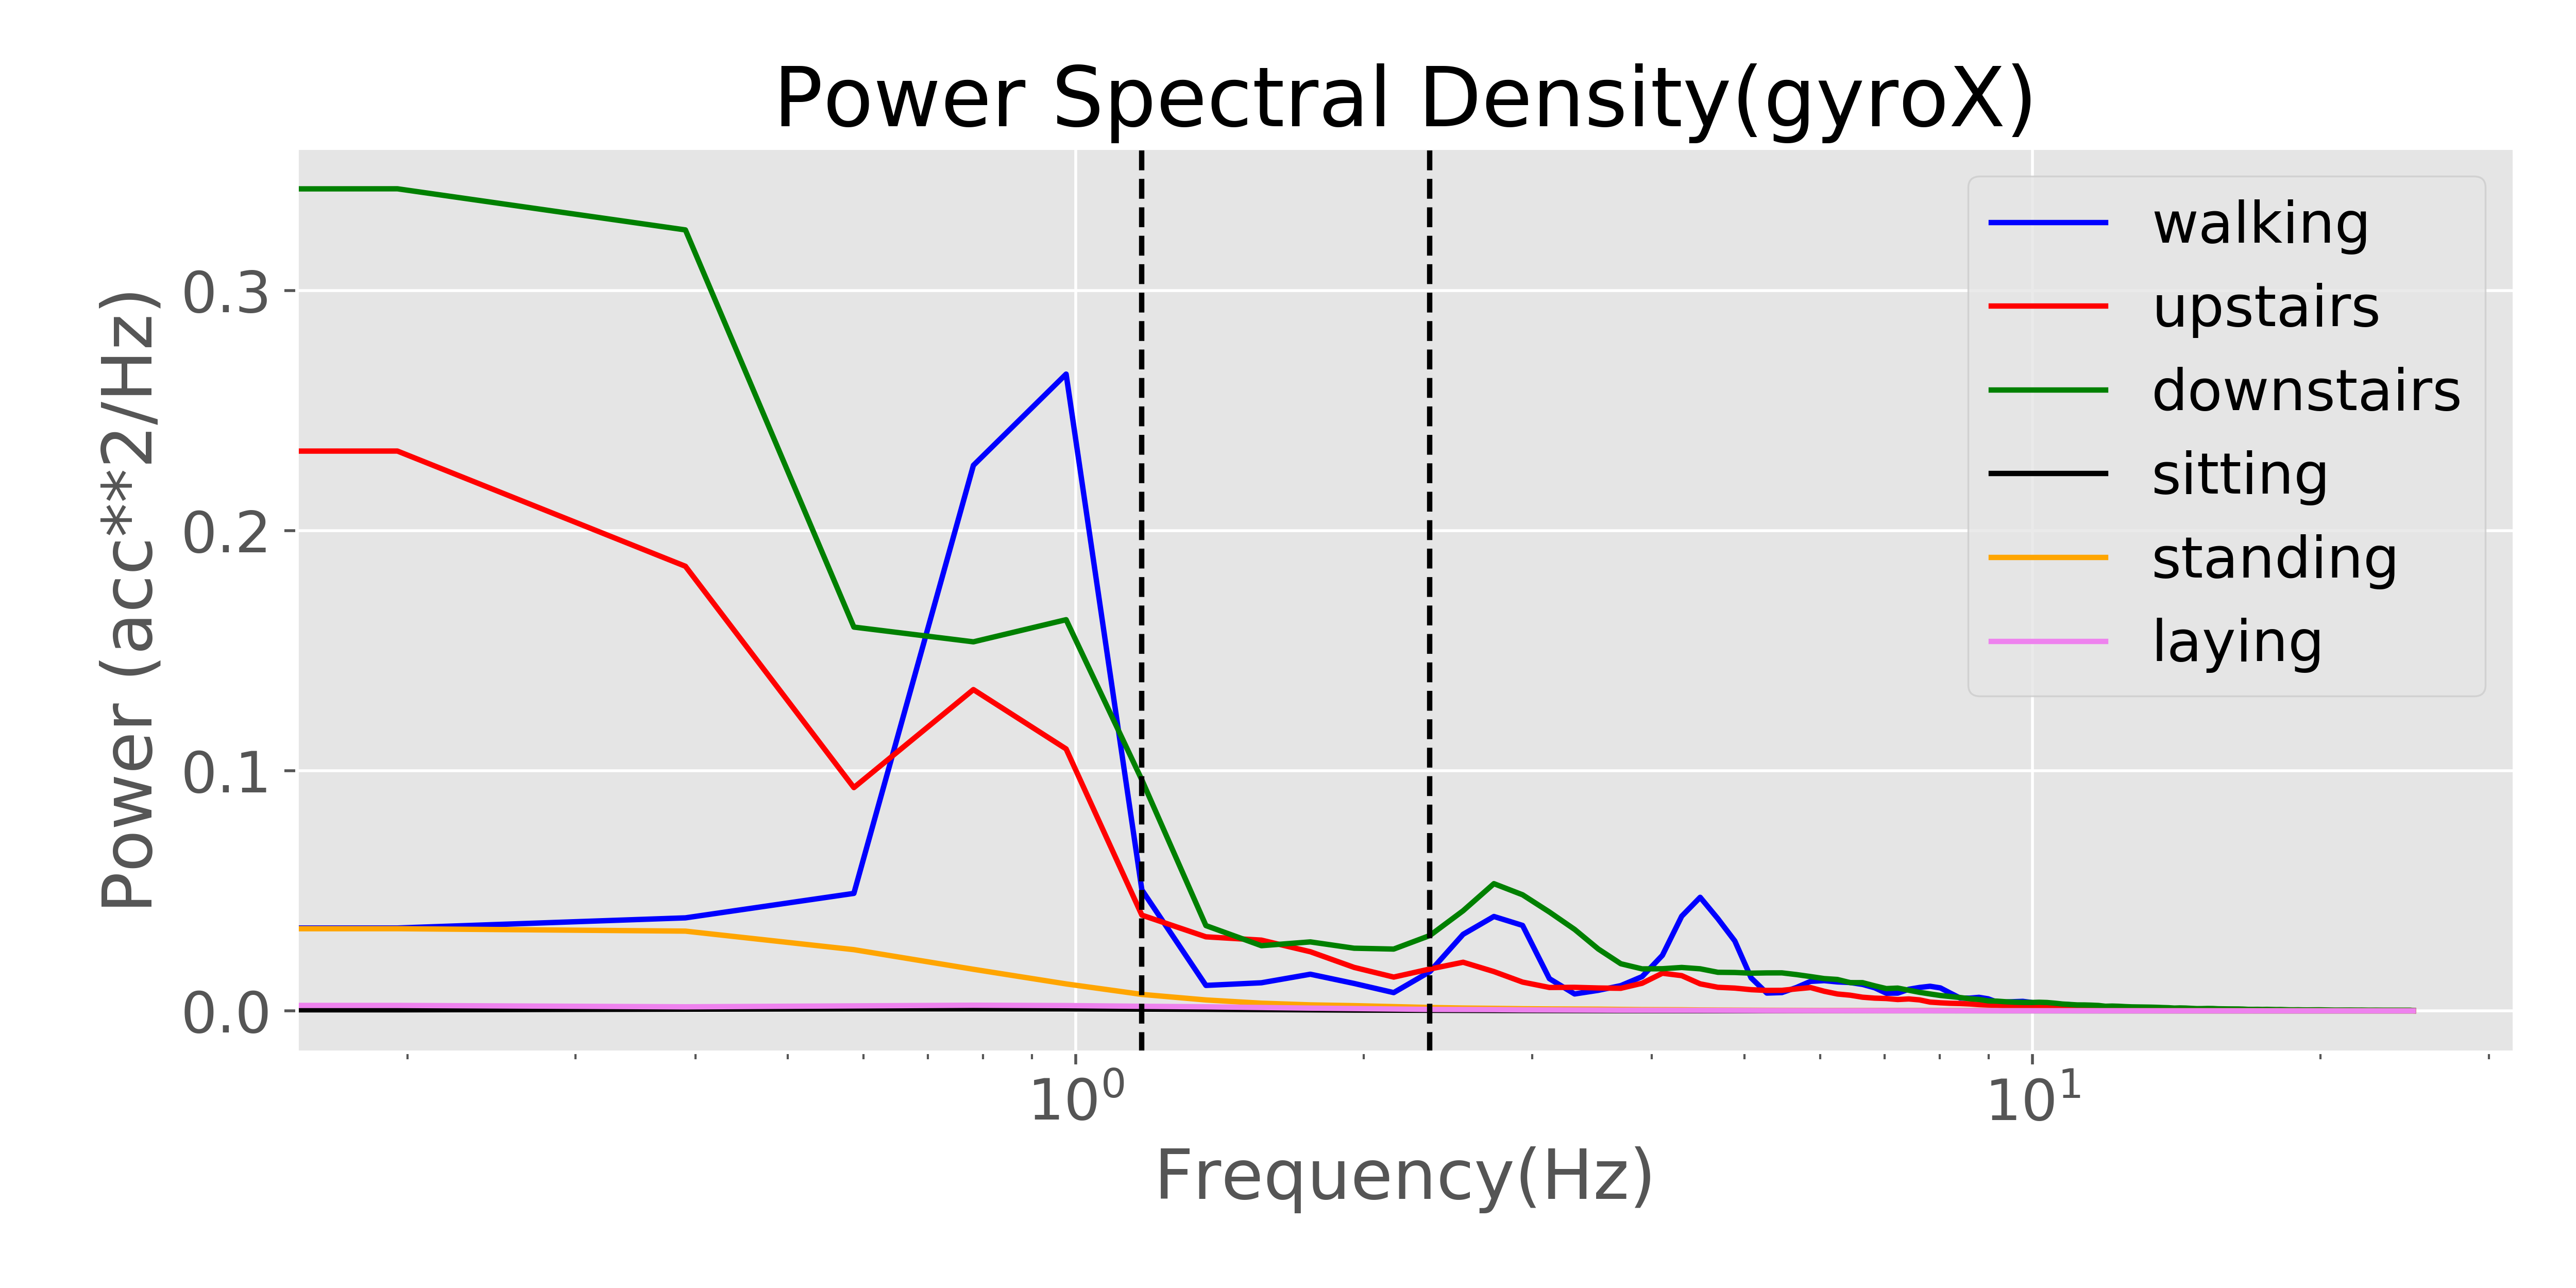 Power Spectral Density(gyroX)
Power (acc**2/Hz)
0.3
0.2
0.1
0.0
walking
upstairs
downstairs
sitting
standing
laying
10⁰
10¹
Frequency(Hz)